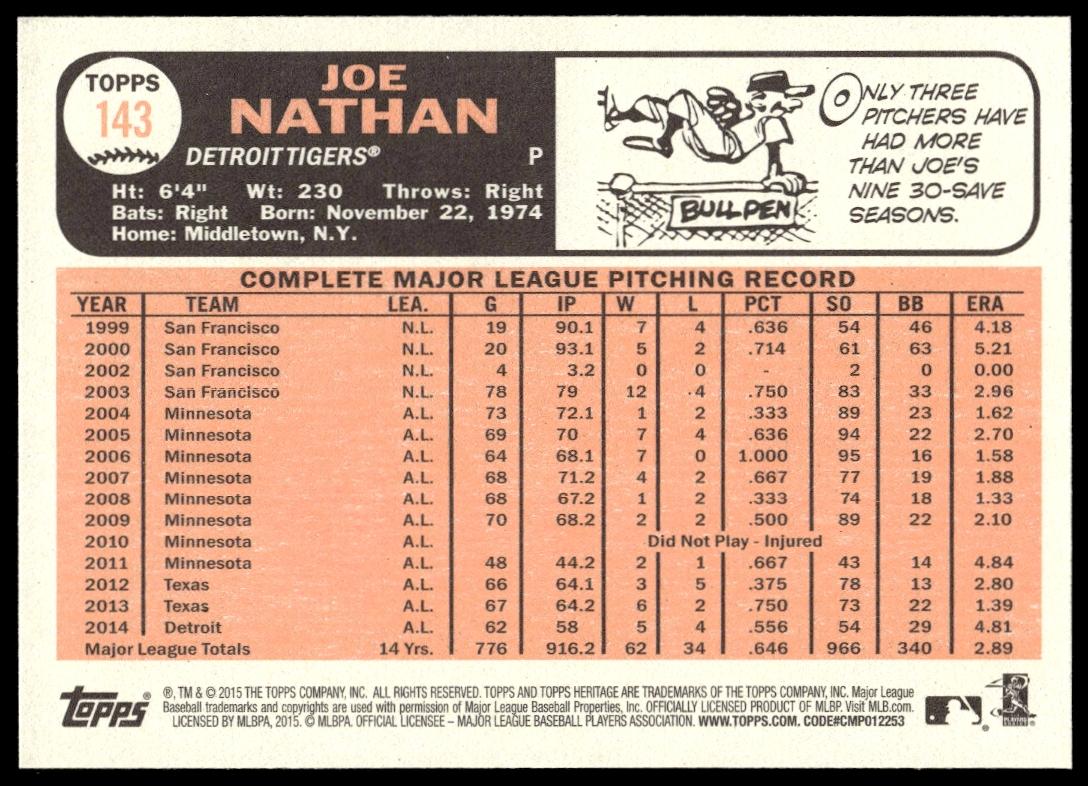 TOPPS
143
JOE
NATHAN
DETROIT TIGERS® P
Ht: 6'4" Wt: 230 Throws: Right
Bats: Right Born: November 22, 1974
Home: Middletown, N.Y.
BULLPEN
ONLY THREE
PITCHERS HAVE
HAD MORE
THAN JOE'S
NINE 30-SAVE
SEASONS.
COMPLETE MAJOR LEAGUE PITCHING RECORD
YEAR TEAM LEA. G IP W L PCT SO BB ERA
1999 San Francisco N.L. 19 90.1 7 4 .636 54 46 4.18
2000 San Francisco N.L. 20 93.1 5 2 .714 61 63 5.21
2002 San Francisco N.L. 4 3.2 0 0 - 2 0 0.00
2003 San Francisco N.L. 78 79 12 4 .750 83 33 2.96
2004 Minnesota A.L. 73 72.1 1 2 .333 89 23 1.62
2005 Minnesota A.L. 69 70 7 4 .636 94 22 2.70
2006 Minnesota A.L. 64 68.1 7 0 1.000 95 16 1.58
2007 Minnesota A.L. 68 71.2 4 2 .667 77 19 1.88
2008 Minnesota A.L. 68 67.2 1 2 .333 74 18 1.33
2009 Minnesota A.L. 70 68.2 2 2 .500 89 22 2.10
2010 Minnesota A.L. Did Not Play - Injured
2011 Minnesota A.L. 48 44.2 2 1 .667 43 14 4.84
2012 Texas A.L. 66 64.1 3 5 .375 78 13 2.80
2013 Texas A.L. 67 64.2 6 2 .750 73 22 1.39
2014 Detroit A.L. 62 58 5 4 .556 54 29 4.81
Major League Totals 14 Yrs. 776 916.2 62 34 .646 966 340 2.89
topps®
®, TM & © 2015 THE TOPPS COMPANY, INC. ALL RIGHTS RESERVED. TOPPS AND TOPPS HERITAGE ARE TRADEMARKS OF THE TOPPS COMPANY, INC. Major League
Baseball trademarks and copyrights are used with permission of Major League Baseball Properties, Inc. OFFICIALLY LICENSED PRODUCT OF MLBP. Visit MLB.com.
LICENSED BY MLBPA, 2015. © MLBPA. OFFICIAL LICENSEE – MAJOR LEAGUE BASEBALL PLAYERS ASSOCIATION. WWW.TOPPS.COM. CODE#CMP012253